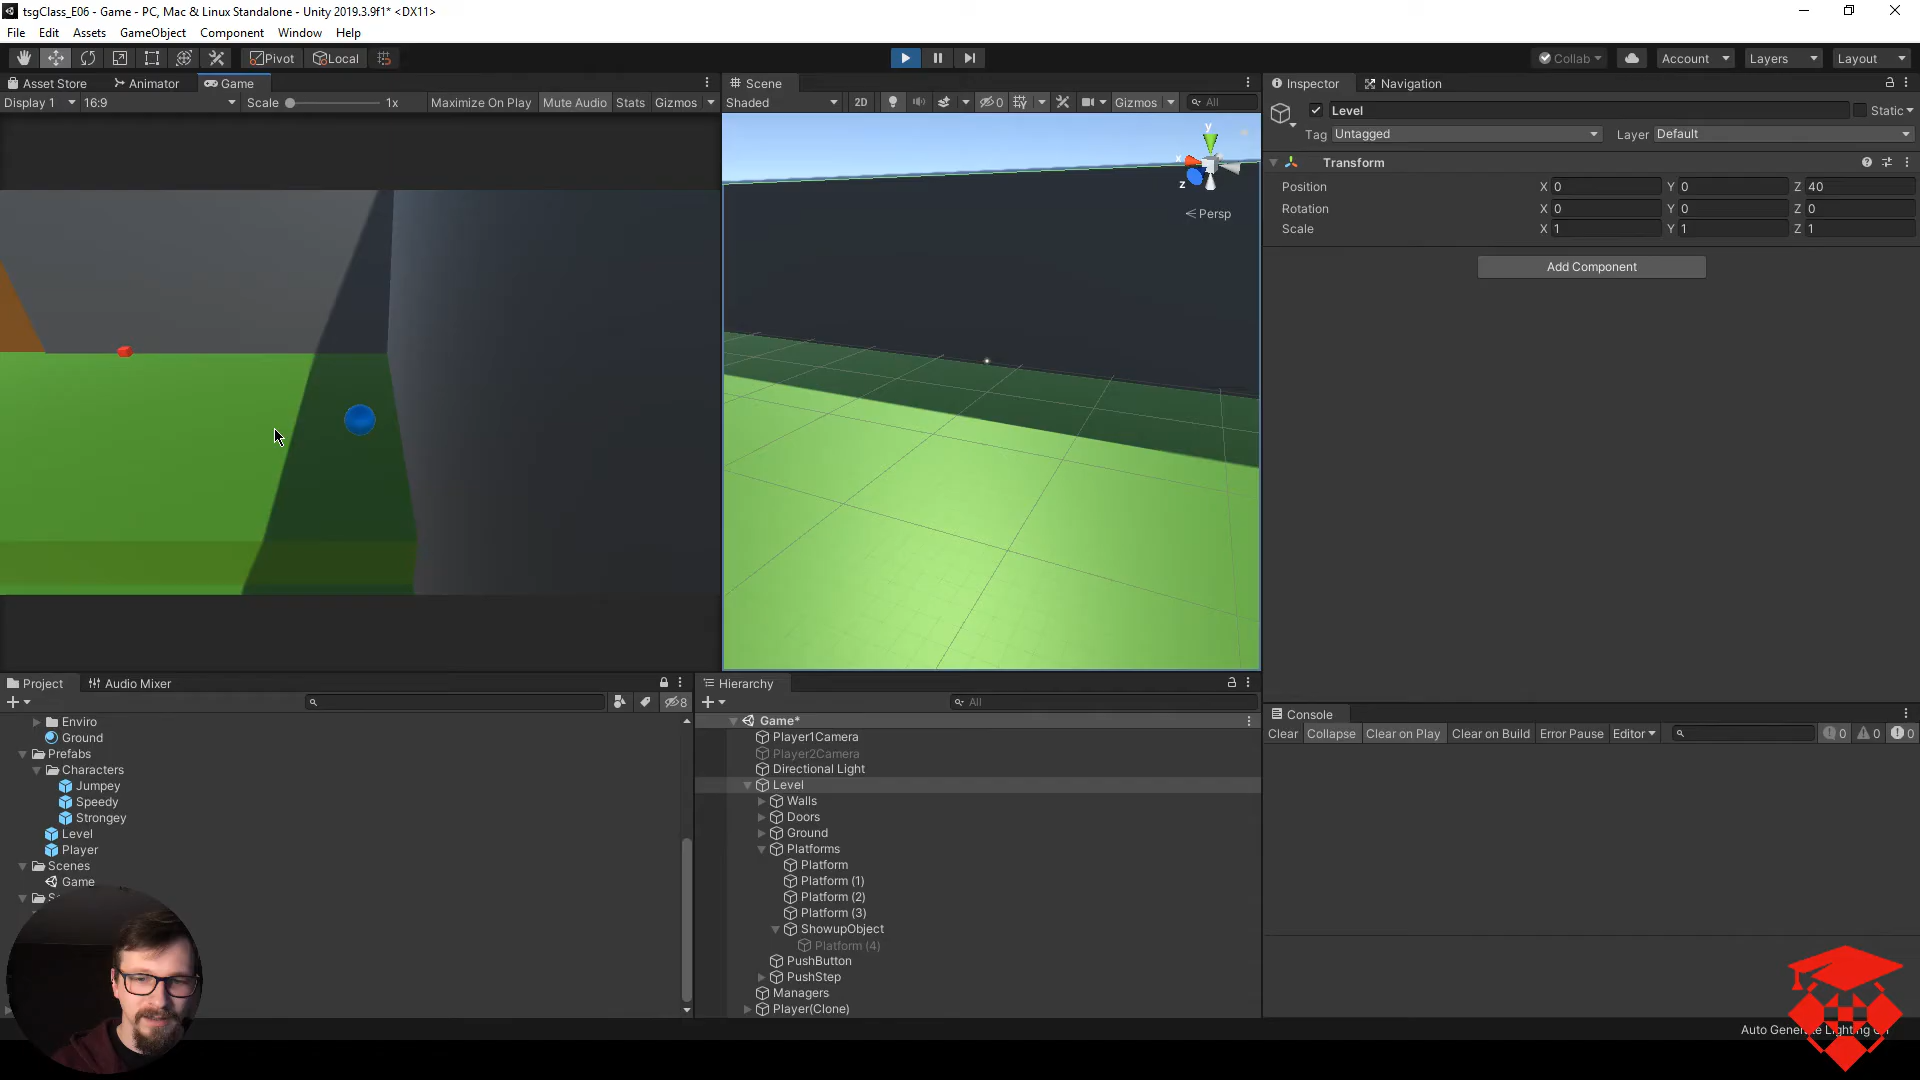 tsgClass_E06 - Game - PC, Mac & Linux Standalone - Unity 2019.3.9f1* <DX11>
File Edit Assets GameObject Component Window Help
Pivot Local Collab Account Layers Layout
Asset Store Animator Game
Display 1 16:9 Scale 1x Maximize On Play Mute Audio Stats Gizmos
Scene
Shaded 2D 0 Gizmos All
y
x
z
Persp
Inspector Navigation
Level Static
Tag Untagged Layer Default
Transform
Position X 0 Y 0 Z 40
Rotation X 0 Y 0 Z 0
Scale X 1 Y 1 Z 1
Add Component
Project Audio Mixer
8
Enviro
Ground
Prefabs
Characters
Jumpey
Speedy
Strongey
Level
Player
Scenes
Game
Hierarchy
All
Game*
Player1Camera
Player2Camera
Directional Light
Level
Walls
Doors
Ground
Platforms
Platform
Platform (1)
Platform (2)
Platform (3)
ShowupObject
Platform (4)
PushButton
PushStep
Managers
Player(Clone)
Console
Clear Collapse Clear on Play Clear on Build Error Pause Editor 0 0 0
Auto Generate Lighting